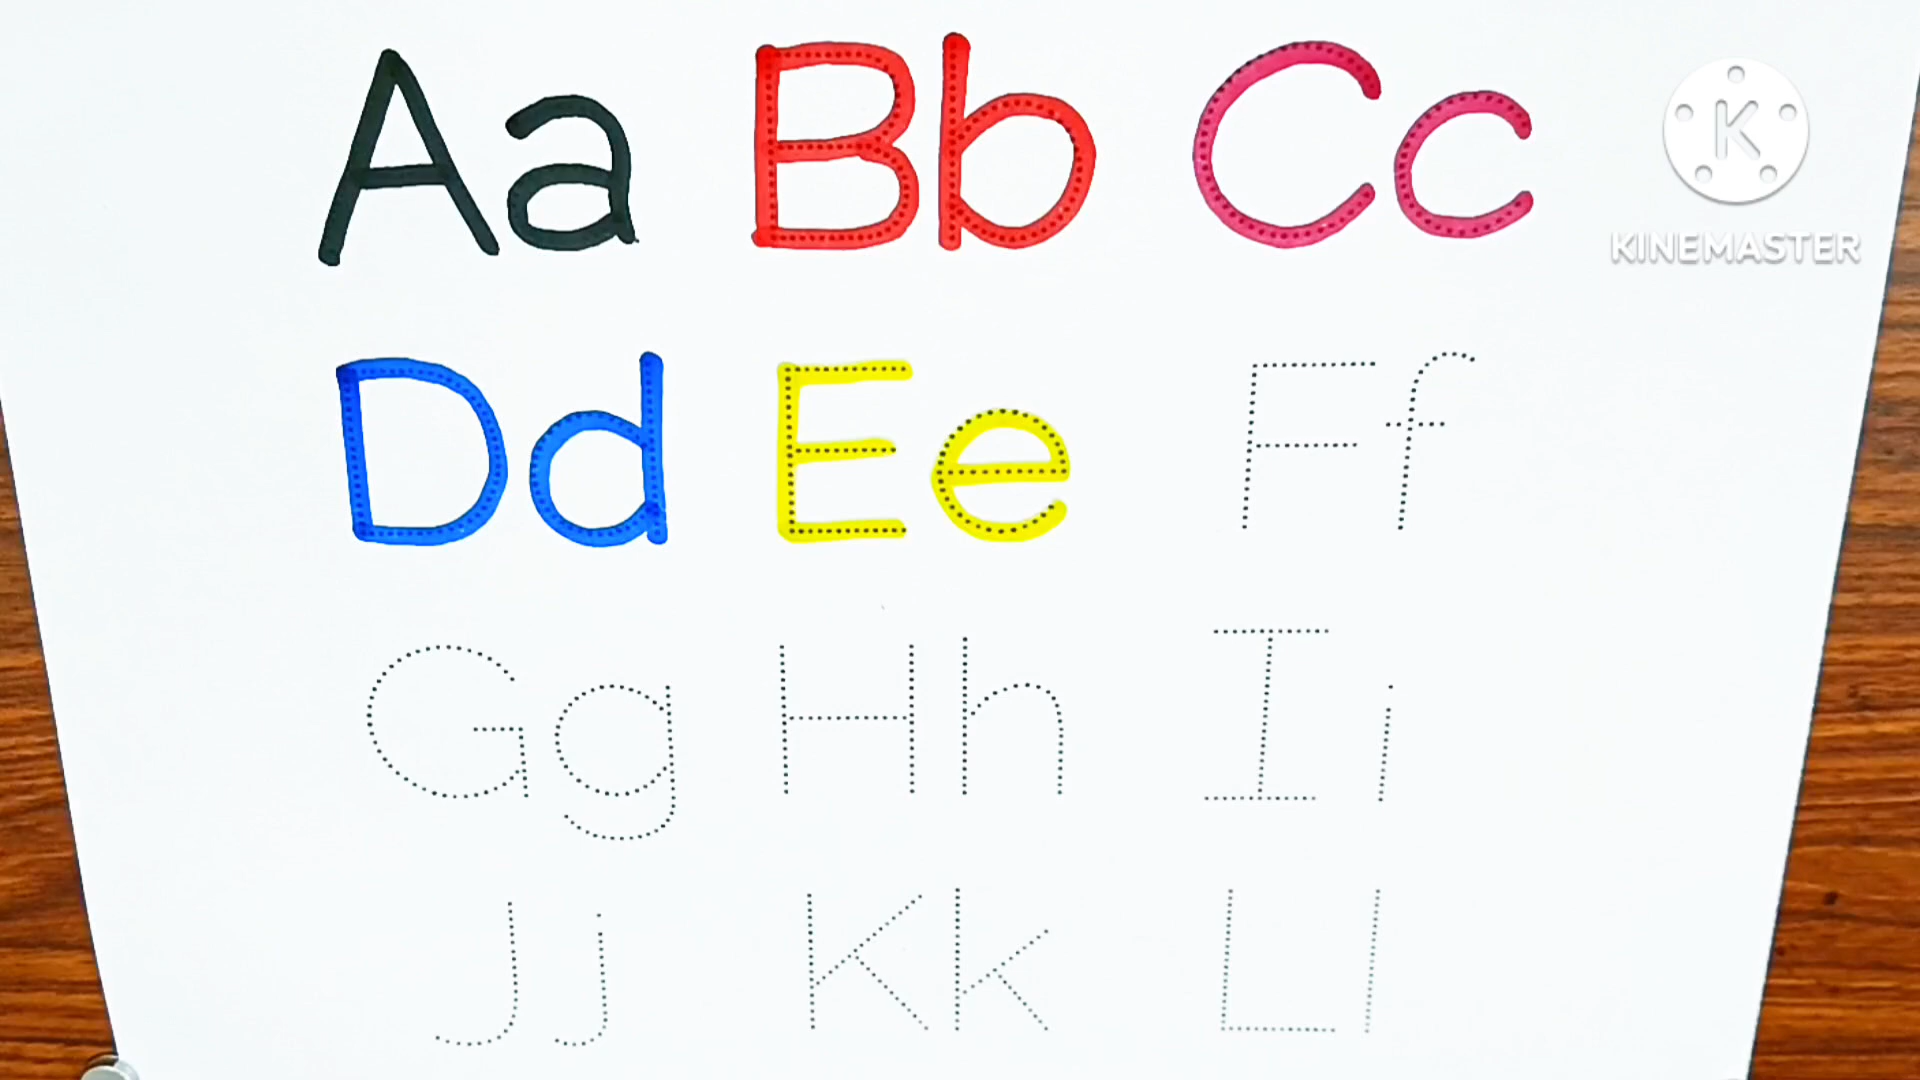 Aa Bb Cc
K
KINEMASTER
Dd Ee Ff
Gg Hh Ii
Jj Kk Ll